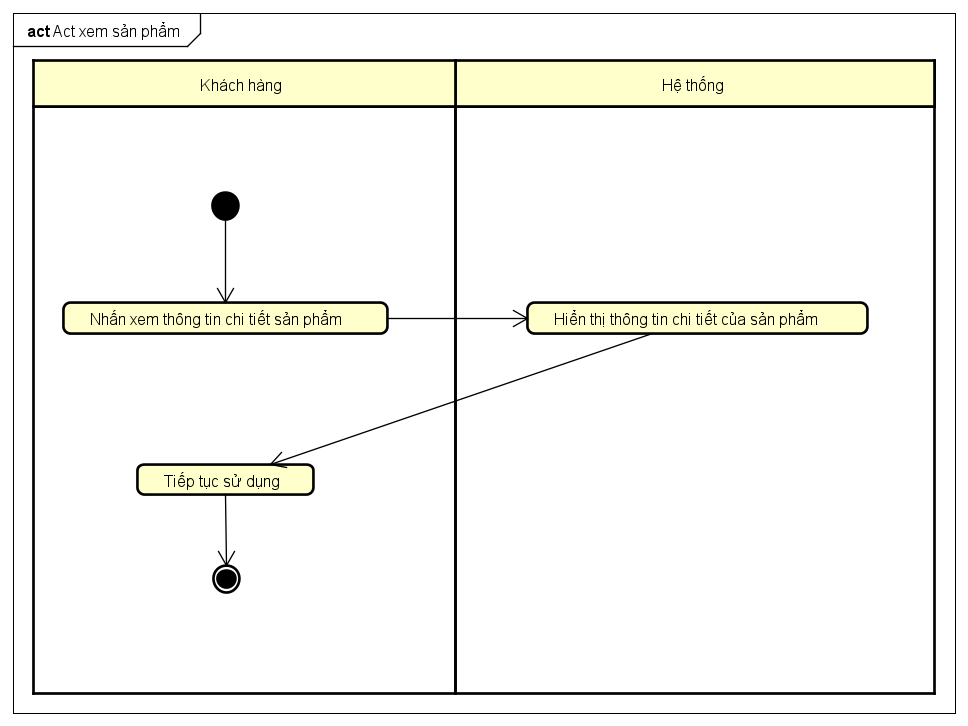 act Act xem sản phẩm
Khách hàng
Hệ thống
Nhấn xem thông tin chi tiết sản phẩm
Hiển thị thông tin chi tiết của sản phẩm
Tiếp tục sử dụng